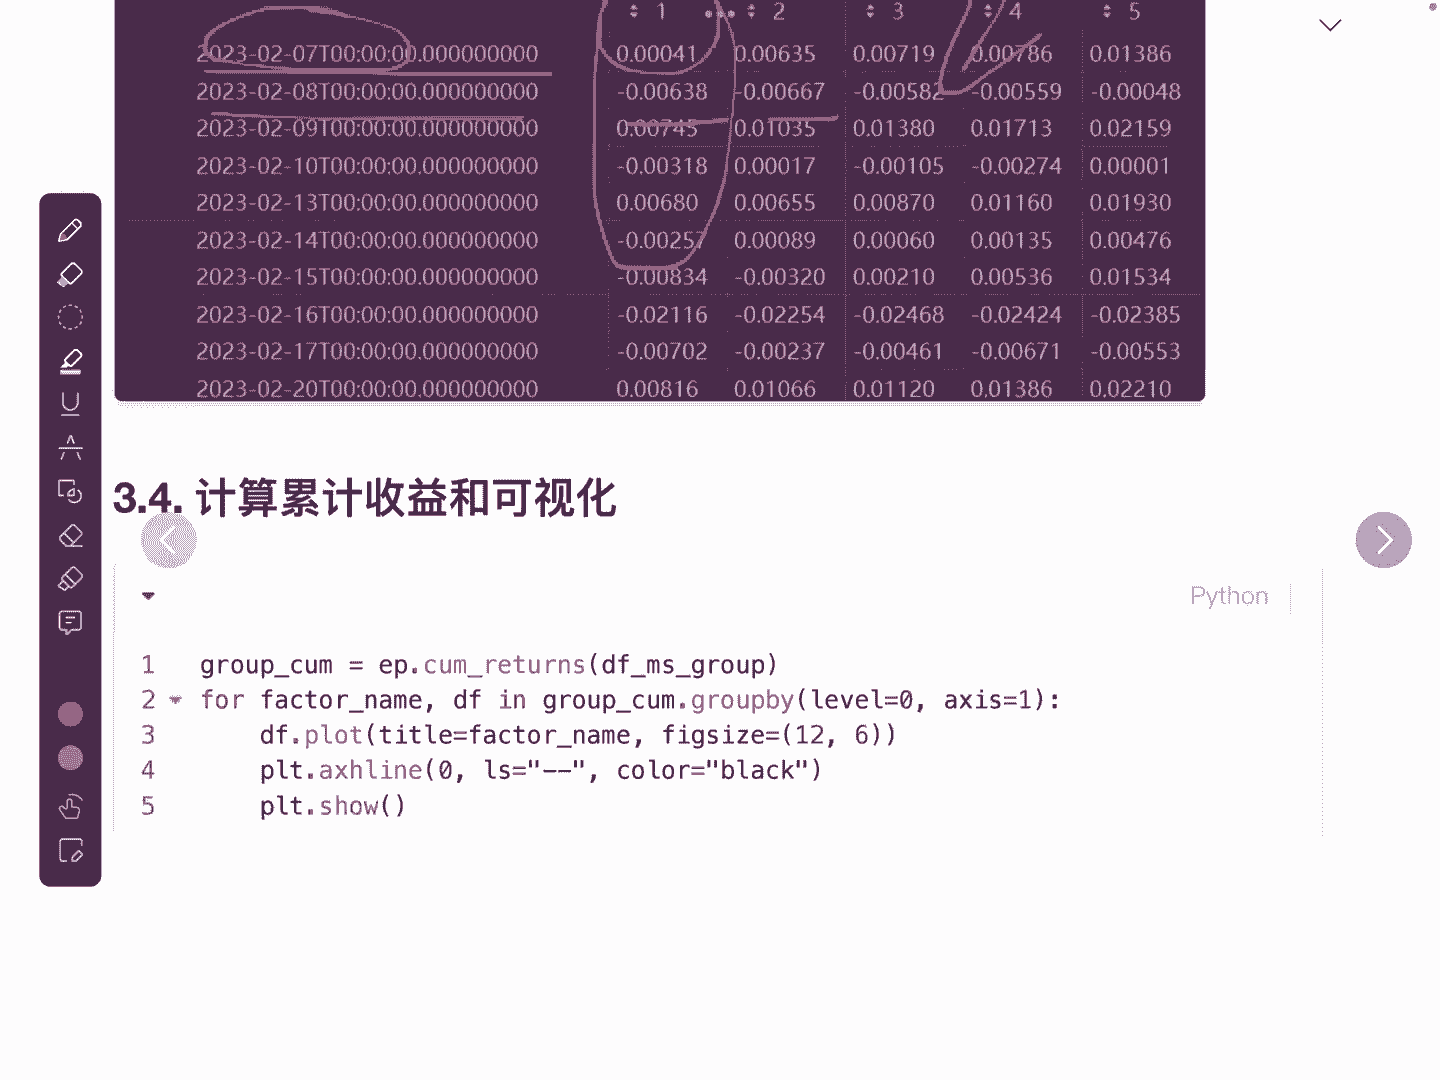 1 2 3 4 5
2023-02-07T00:00:00.000000000 0.00041 0.00635 0.00719 0.00786 0.01386
2023-02-08T00:00:00.000000000 -0.00638 -0.00667 -0.00582 -0.00559 -0.00048
2023-02-09T00:00:00.000000000 0.00745 0.01035 0.01380 0.01713 0.02159
2023-02-10T00:00:00.000000000 -0.00318 0.00017 -0.00105 -0.00274 0.00001
2023-02-13T00:00:00.000000000 0.00680 0.00655 0.00870 0.01160 0.01930
2023-02-14T00:00:00.000000000 -0.00257 0.00089 0.00060 0.00135 0.00476
2023-02-15T00:00:00.000000000 -0.00834 -0.00320 0.00210 0.00536 0.01534
2023-02-16T00:00:00.000000000 -0.02116 -0.02254 -0.02468 -0.02424 -0.02385
2023-02-17T00:00:00.000000000 -0.00702 -0.00237 -0.00461 -0.00671 -0.00553
2023-02-20T00:00:00.000000000 0.00816 0.01066 0.01120 0.01386 0.02210
3.4. 计算累计收益和可视化
Python
1 group_cum = ep.cum_returns(df_ms_group)
2 for factor_name, df in group_cum.groupby(level=0, axis=1):
3 df.plot(title=factor_name, figsize=(12, 6))
4 plt.axhline(0, ls="--", color="black")
5 plt.show()